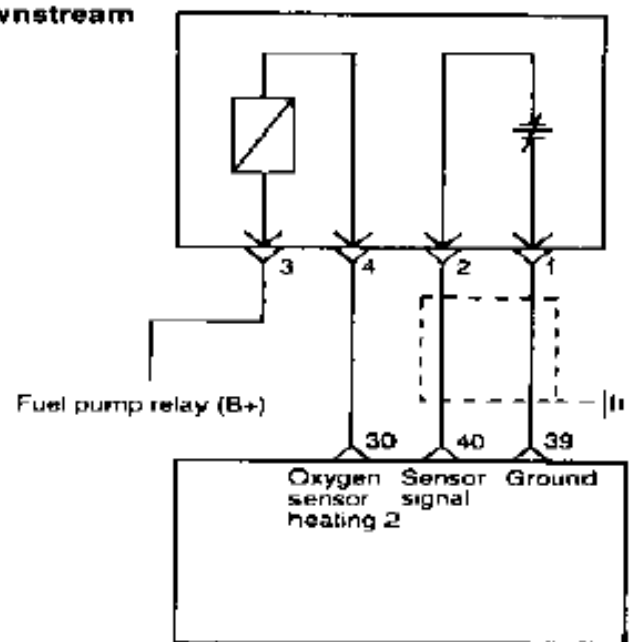 wnstream
3 4 2 1
Fuel pump relay (B+)
30 40 39
Oxygen Sensor Ground
sensor signal
heating 2